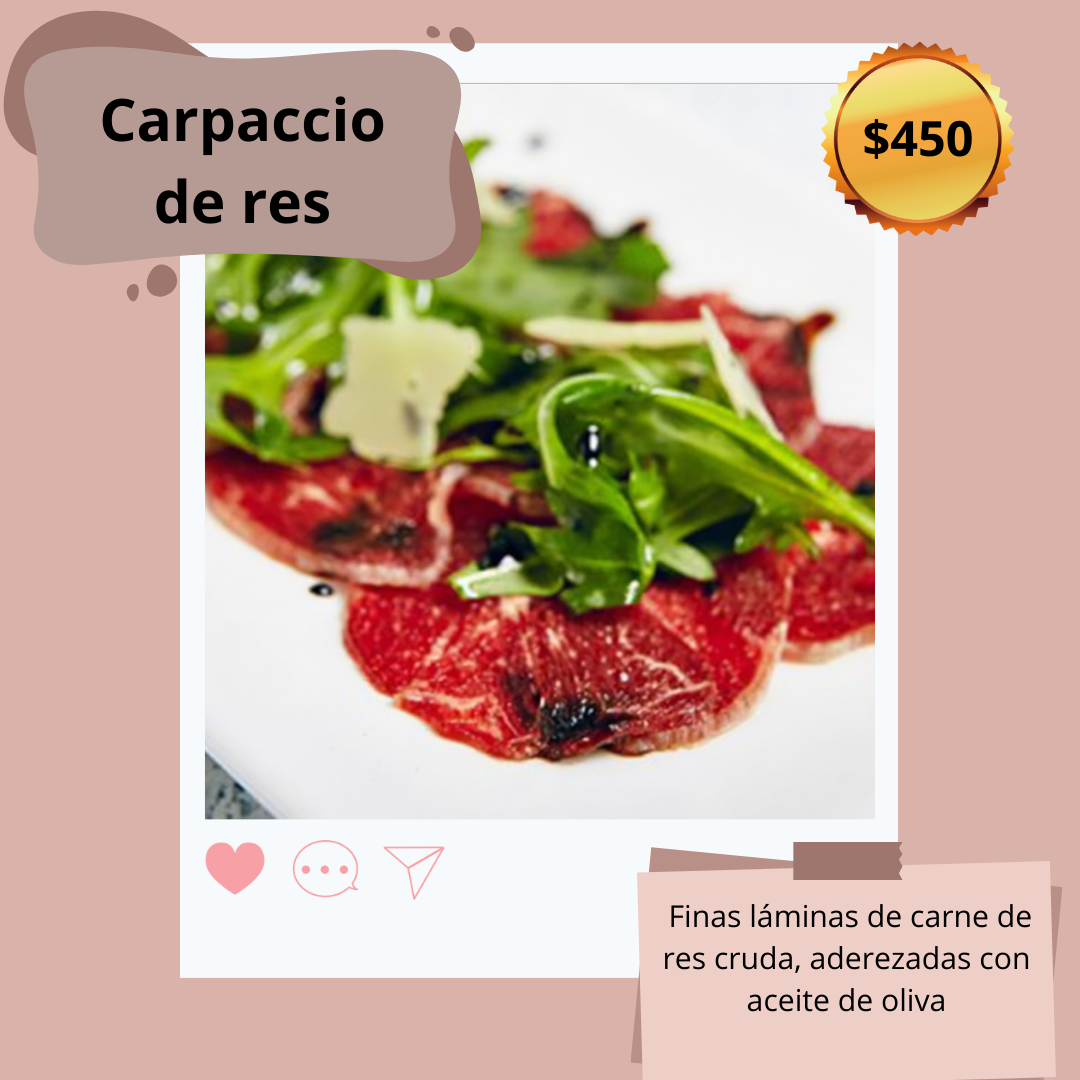 Carpaccio
de res
$450
Finas láminas de carne de
res cruda, aderezadas con
aceite de oliva